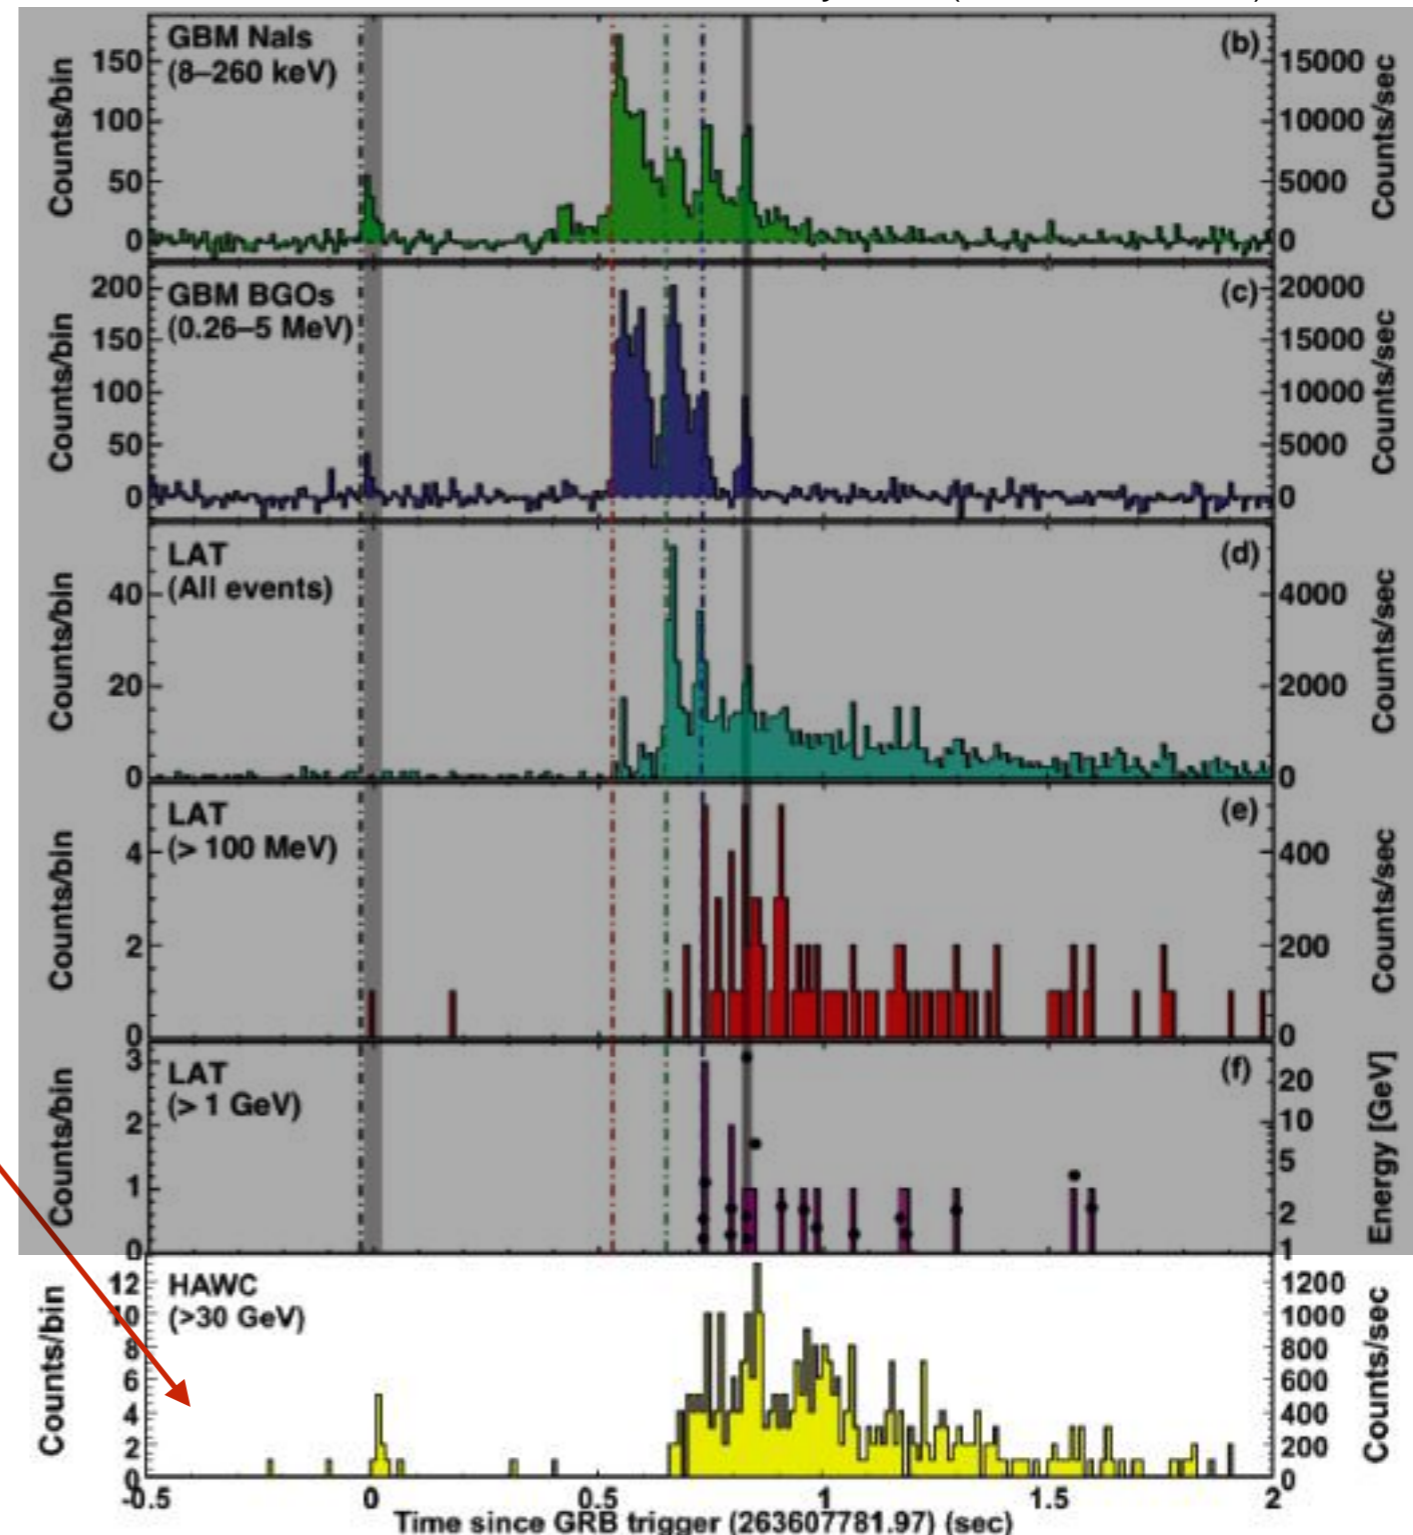 GBM NaIs
(8–260 keV)
(b)
Counts/bin
150
100
50
0
15000
10000
5000
0
Counts/sec
GBM BGOs
(0.26–5 MeV)
(c)
Counts/bin
200
150
100
50
0
20000
15000
10000
5000
0
Counts/sec
LAT
(All events)
(d)
Counts/bin
40
20
0
4000
2000
0
Counts/sec
LAT
(> 100 MeV)
(e)
Counts/bin
4
2
0
400
200
0
Counts/sec
LAT
(> 1 GeV)
(f)
Counts/bin
3
2
1
0
20
10
5
2
1
Energy [GeV]
HAWC
(>30 GeV)
Counts/bin
12
10
8
6
4
2
0
1200
1000
800
600
400
200
0
Counts/sec
-0.5 0 0.5 1 1.5 2
Time since GRB trigger (263607781.97) (sec)